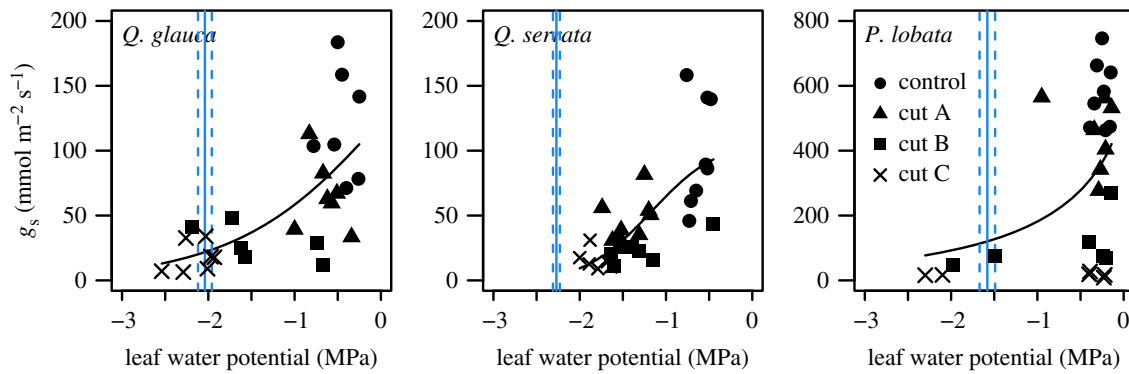 Q. glauca
Q. serrata
P. lobata
200
150
100
50
0
200
150
100
50
0
800
600
400
200
0
gs (mmol m−2 s−1)
control
cut A
cut B
cut C
−3 −2 −1 0
−3 −2 −1 0
−3 −2 −1 0
leaf water potential (MPa)
leaf water potential (MPa)
leaf water potential (MPa)